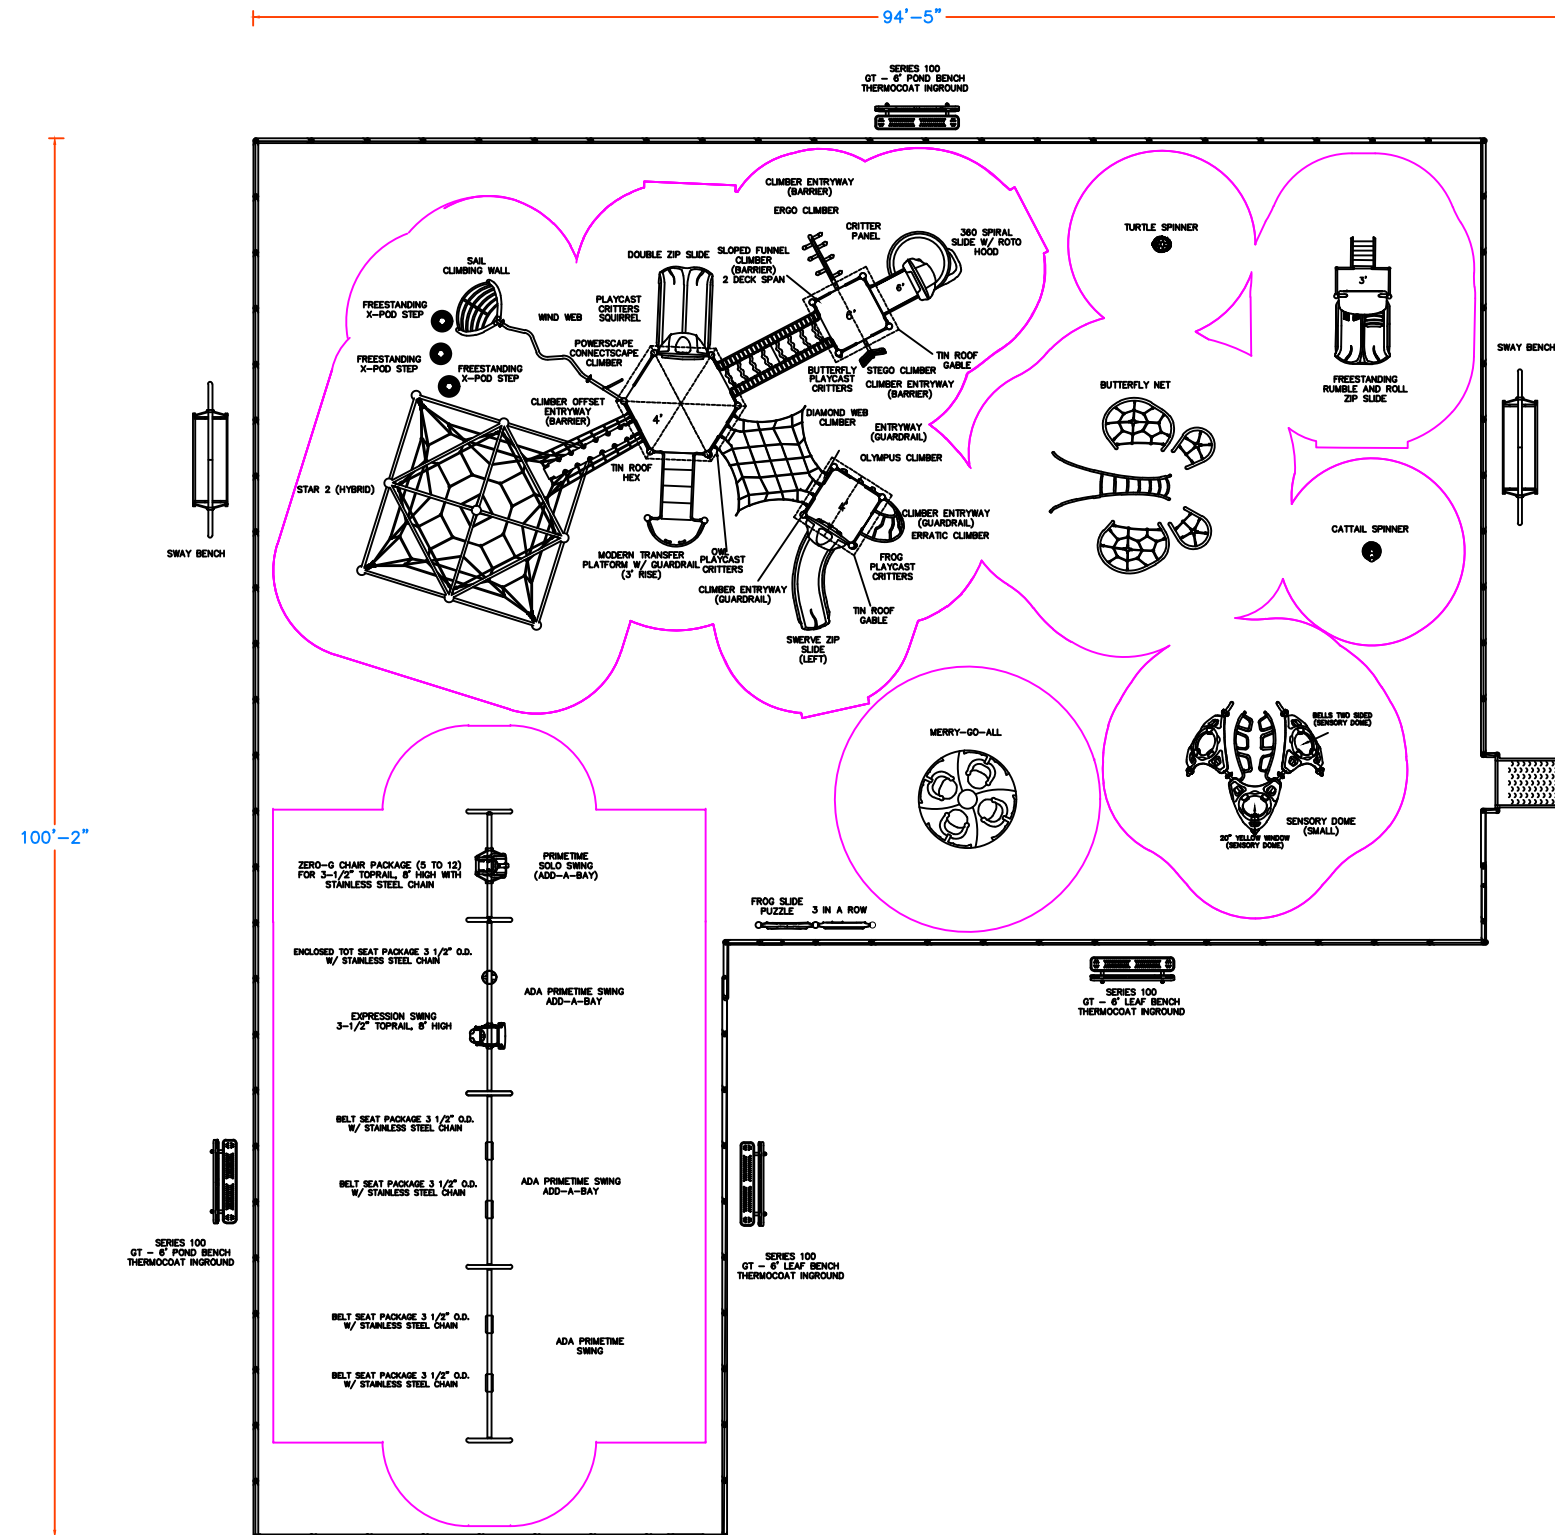 94'-5"
SERIES 100
GT - 6' POND BENCH
THERMOCOAT INGROUND
CLIMBER ENTRYWAY
(BARRIER)
ERGO CLIMBER
CRITTER
PANEL
360 SPIRAL
SLIDE W/ ROTO
HOOD
TURTLE SPINNER
DOUBLE ZIP SLIDE
SLOPED FUNNEL
CLIMBER
(BARRIER)
2 DECK SPAN
SAIL
CLIMBING WALL
6'
3'
FREESTANDING
X-POD STEP
WIND WEB
PLAYCAST
CRITTERS
SQUIRREL
6'
POWERSCAPE
CONNECTSCAPE
CLIMBER
TIN ROOF
GABLE
SWAY BENCH
FREESTANDING
X-POD STEP
FREESTANDING
X-POD STEP
BUTTERFLY
PLAYCAST
CRITTERS
STEGO CLIMBER
CLIMBER ENTRYWAY
(BARRIER)
BUTTERFLY NET
FREESTANDING
RUMBLE AND ROLL
ZIP SLIDE
CLIMBER OFFSET
ENTRYWAY
(BARRIER)
4'
DIAMOND WEB
CLIMBER
ENTRYWAY
(GUARDRAIL)
OLYMPUS CLIMBER
TIN ROOF
HEX
STAR 2 (HYBRID)
4'
CLIMBER ENTRYWAY
(GUARDRAIL)
ERRATIC CLIMBER
CATTAIL SPINNER
SWAY BENCH
MODERN TRANSFER
PLATFORM W/ GUARDRAIL
(3' RISE)
OWL
PLAYCAST
CRITTERS
FROG
PLAYCAST
CRITTERS
CLIMBER ENTRYWAY
(GUARDRAIL)
TIN ROOF
GABLE
SWERVE ZIP
SLIDE
(LEFT)
BELLS TWO SIDED
(SENSORY DOME)
MERRY-GO-ALL
SENSORY DOME
(SMALL)
20" YELLOW WINDOW
(SENSORY DOME)
100'-2"
ZERO-G CHAIR PACKAGE (5 TO 12)
FOR 3-1/2" TOPRAIL, 8' HIGH WITH
STAINLESS STEEL CHAIN
PRIMETIME
SOLO SWING
(ADD-A-BAY)
FROG SLIDE
PUZZLE
3 IN A ROW
ENCLOSED TOT SEAT PACKAGE 3 1/2" O.D.
W/ STAINLESS STEEL CHAIN
ADA PRIMETIME SWING
ADD-A-BAY
SERIES 100
GT - 6' LEAF BENCH
THERMOCOAT INGROUND
EXPRESSION SWING
3-1/2" TOPRAIL, 8' HIGH
BELT SEAT PACKAGE 3 1/2" O.D.
W/ STAINLESS STEEL CHAIN
BELT SEAT PACKAGE 3 1/2" O.D.
W/ STAINLESS STEEL CHAIN
ADA PRIMETIME SWING
ADD-A-BAY
SERIES 100
GT - 6' POND BENCH
THERMOCOAT INGROUND
SERIES 100
GT - 6' LEAF BENCH
THERMOCOAT INGROUND
BELT SEAT PACKAGE 3 1/2" O.D.
W/ STAINLESS STEEL CHAIN
ADA PRIMETIME
SWING
BELT SEAT PACKAGE 3 1/2" O.D.
W/ STAINLESS STEEL CHAIN